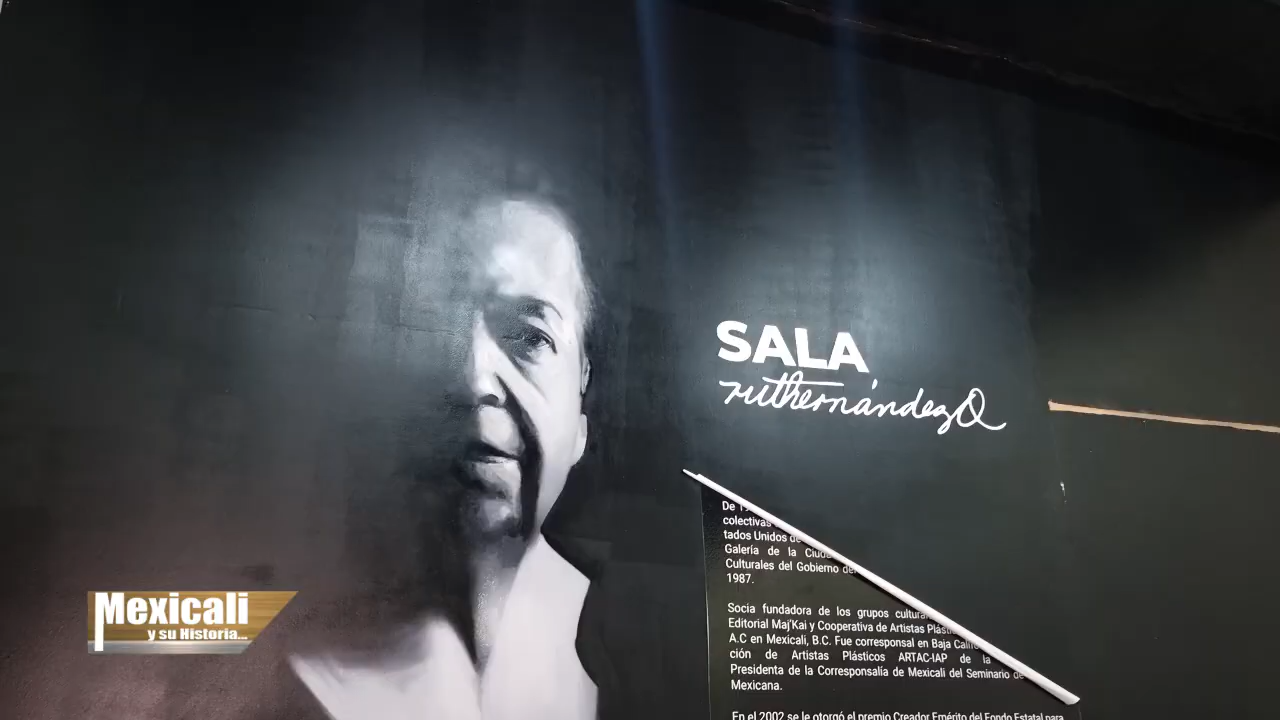 SALA
rutHernándezO
De 19
colectivas
tados Unidos de
Galería de la Ciud
Culturales del Gobierno de
1987.
Socia fundadora de los grupos cultura
Editorial Maj'Kai y Cooperativa de Artistas Plást
A.C en Mexicali, B.C. Fue corresponsal en Baja Calif
ción de Artistas Plásticos ARTAC-IAP de la
Presidenta de la Corresponsalía de Mexicali del Seminario de
Mexicana.
En el 2002 se le otorgó el premio Creador Emérito del Fondo Estatal para
Mexicali
y su Historia...